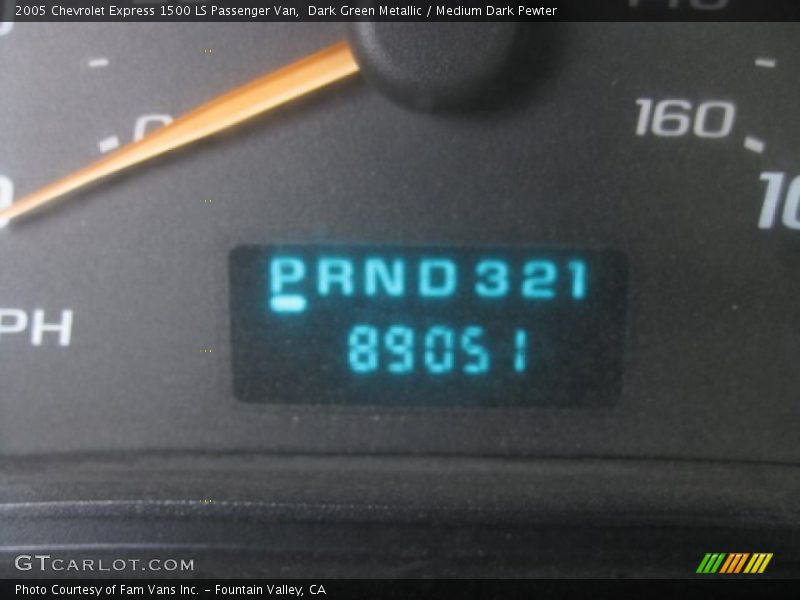 2005 Chevrolet Express 1500 LS Passenger Van,  Dark Green Metallic / Medium Dark Pewter
0
160
PRND321
89051
GTCARLOT.COM
Photo Courtesy of Fam Vans Inc. - Fountain Valley, CA